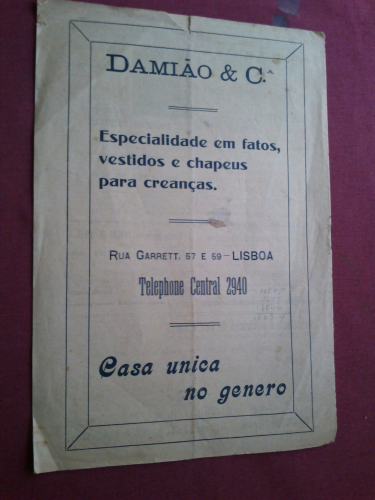 DAMIÃO & C.ᴬ
Especialidade em fatos,
vestidos e chapeus
para creanças.
RUA GARRETT, 57 E 59 – LISBOA
Telephone Central 2940
Casa unica
no genero